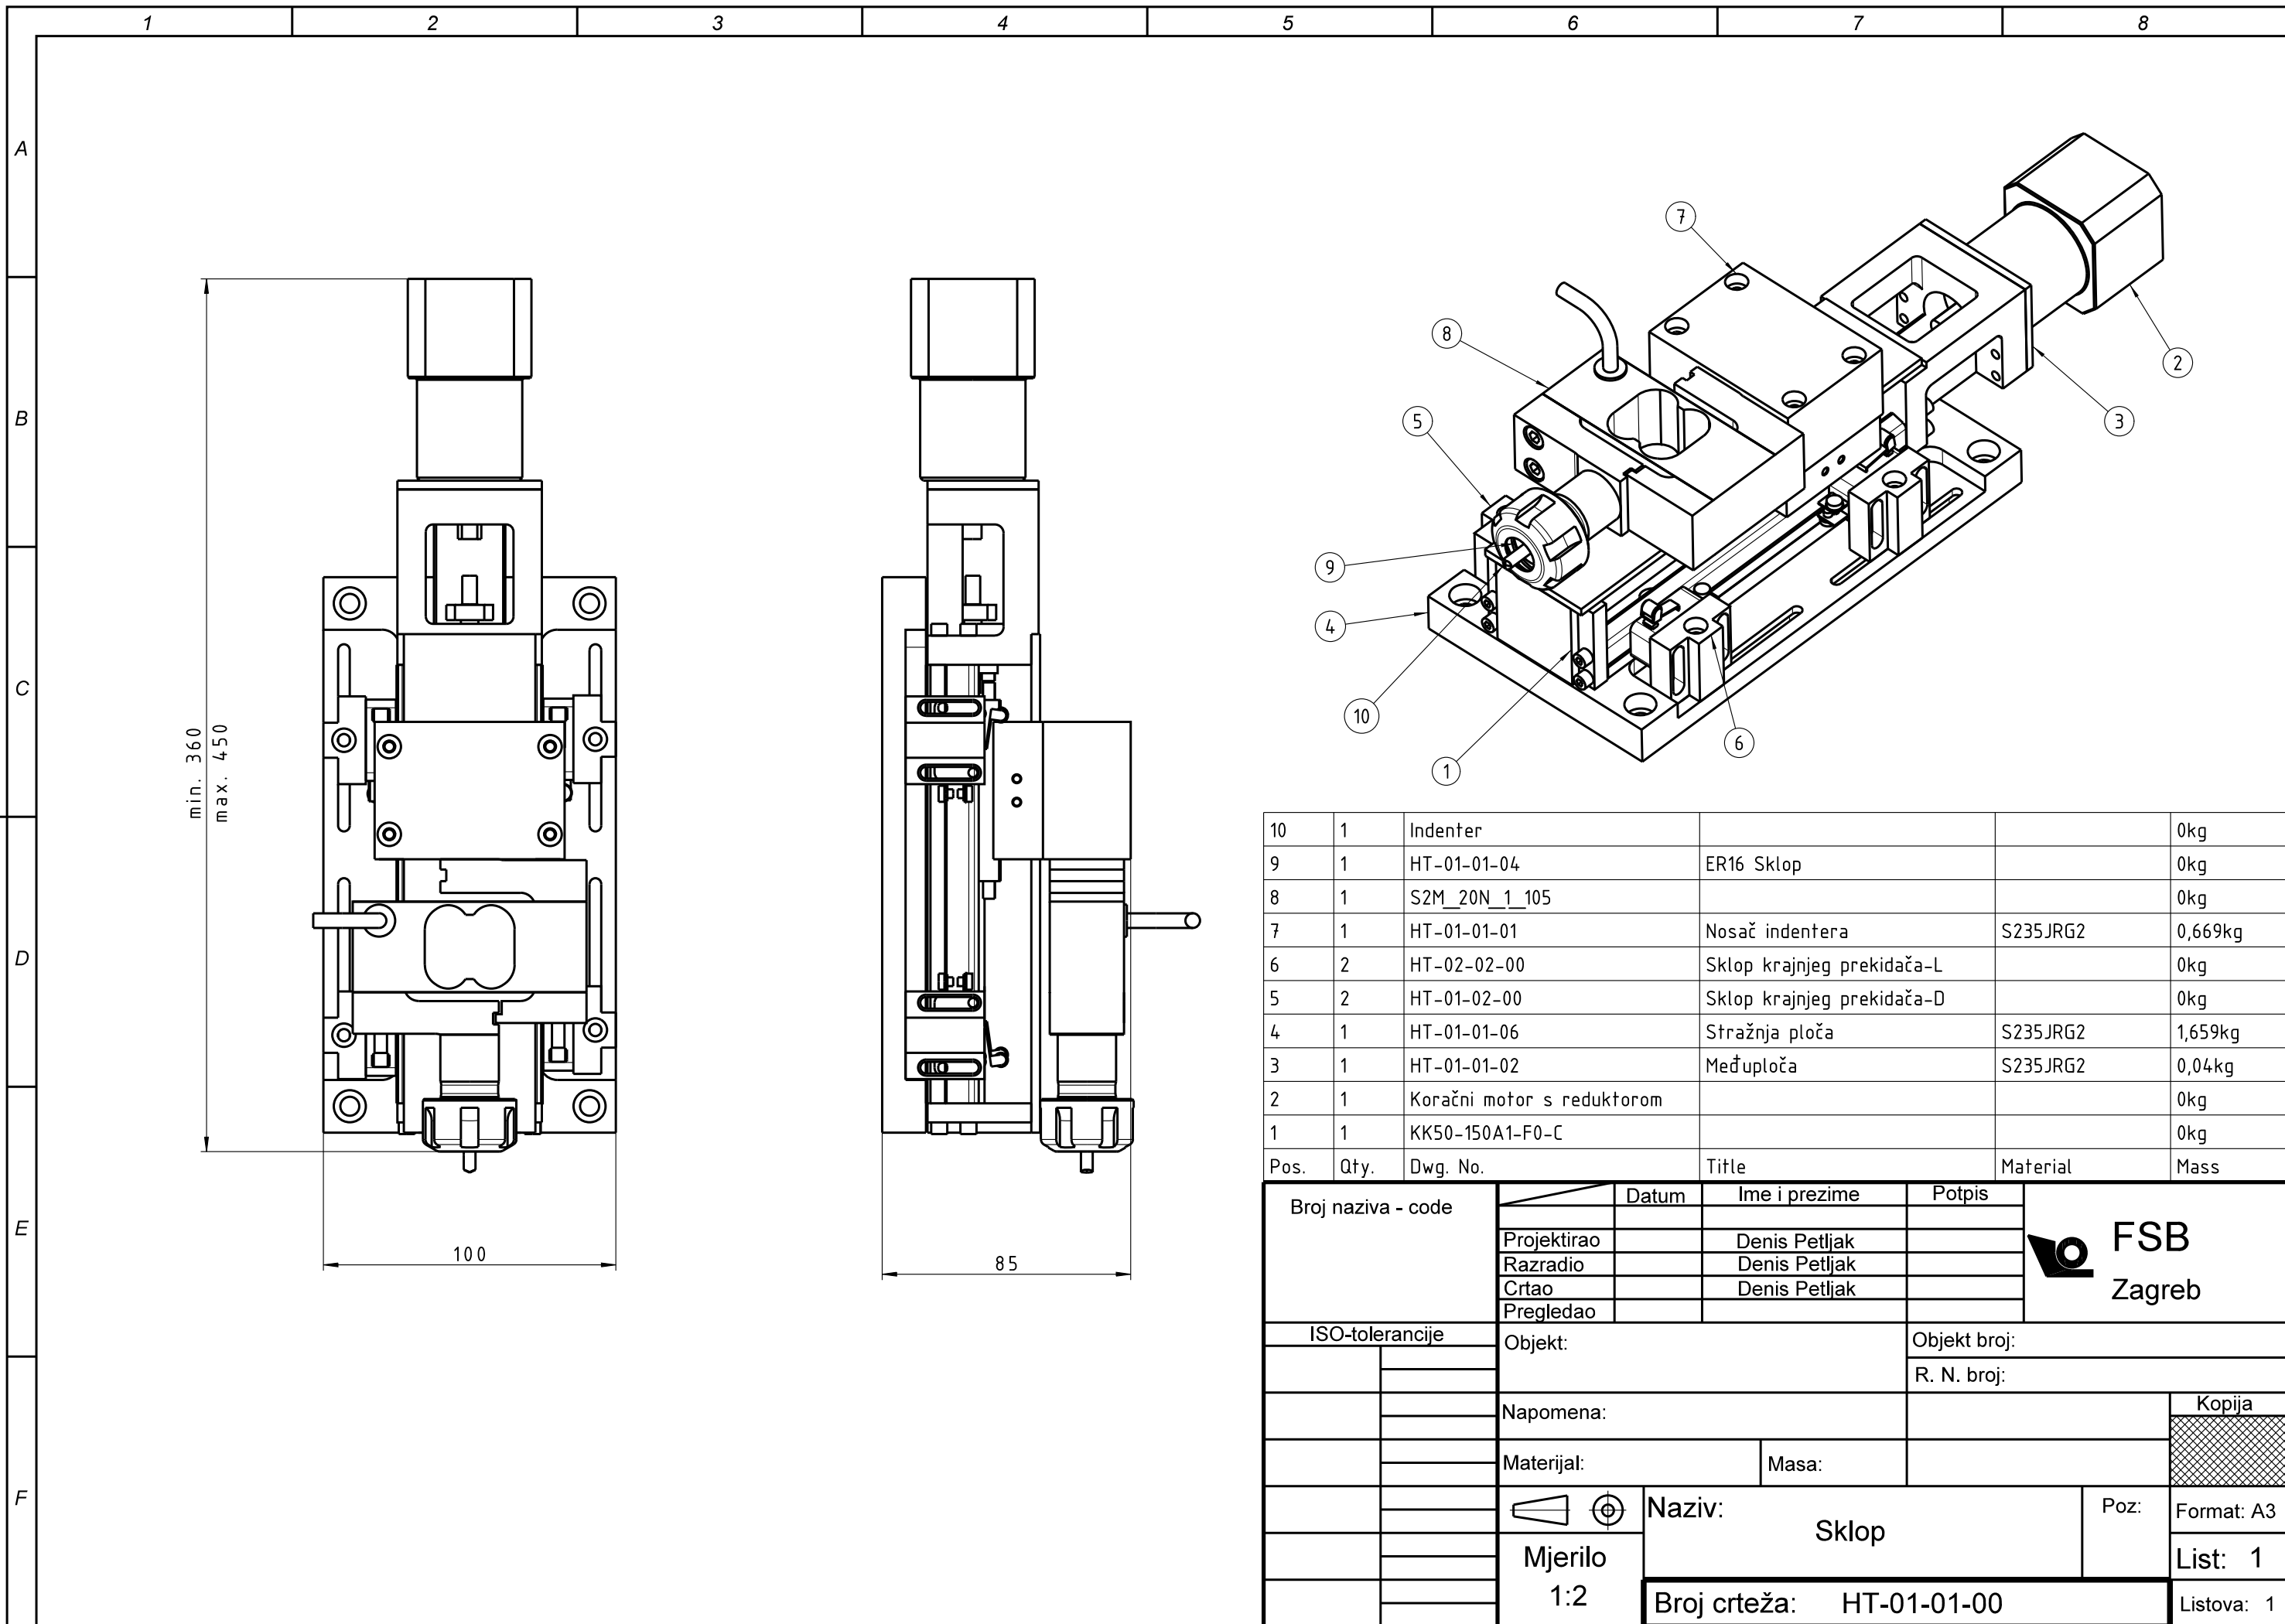 1 2 3 4 5 6 7 8
A
B
C
D
E
F
min. 360
max. 450
100
85
7
8
5
9
4
10
1
6
3
2
10 1 Indenter 0kg
9 1 HT-01-01-04 ER16 Sklop 0kg
8 1 S2M_20N_1_105 0kg
7 1 HT-01-01-01 Nosač indentera S235JRG2 0,669kg
6 2 HT-02-02-00 Sklop krajnjeg prekidača-L 0kg
5 2 HT-01-02-00 Sklop krajnjeg prekidača-D 0kg
4 1 HT-01-01-06 Stražnja ploča S235JRG2 1,659kg
3 1 HT-01-01-02 Međuploča S235JRG2 0,04kg
2 1 Koračni motor s reduktorom 0kg
1 1 KK50-150A1-F0-C 0kg
Pos. Qty. Dwg. No. Title Material Mass
Broj naziva - code
Datum Ime i prezime Potpis
Projektirao Denis Petljak
Razradio Denis Petljak
Crtao Denis Petljak
Pregledao
FSB
Zagreb
ISO-tolerancije
Objekt:
Objekt broj:
R. N. broj:
Napomena:
Kopija
Materijal:
Masa:
Naziv:
Sklop
Poz:
Format: A3
Mjerilo
1:2
List: 1
Broj crteža: HT-01-01-00
Listova: 1